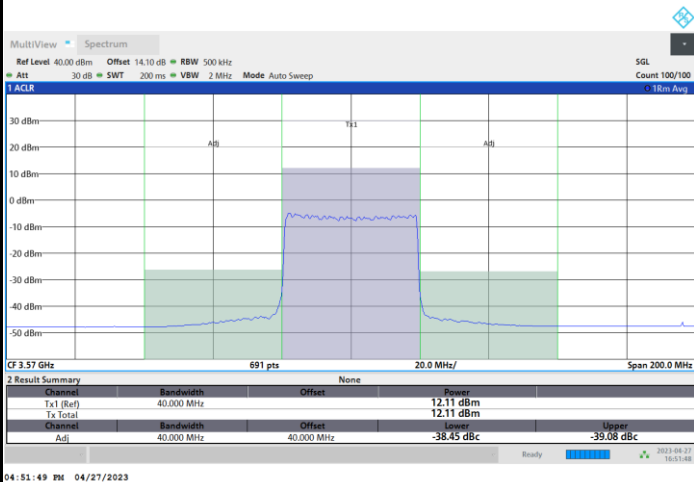 MultiView Spectrum
Ref Level 40.00 dBm Offset 14.10 dB RBW 500 kHz SGL
Att 30 dB SWT 200 ms VBW 2 MHz Mode Auto Sweep Count 100/100
1 ACLR 1Rm Avg
30 dBm
Tx1
20 dBm Adj Adj
10 dBm
0 dBm
-10 dBm
-20 dBm
-30 dBm
-40 dBm
-50 dBm
CF 3.57 GHz 691 pts 20.0 MHz/ Span 200.0 MHz
2 Result Summary None
Channel Bandwidth Offset Power
Tx1 (Ref) 40.000 MHz 12.11 dBm
Tx Total 12.11 dBm
Channel Bandwidth Offset Lower Upper
Adj 40.000 MHz 40.000 MHz -38.45 dBc -39.08 dBc
Ready 2023-04-27
16:51:48
04:51:49 PM 04/27/2023